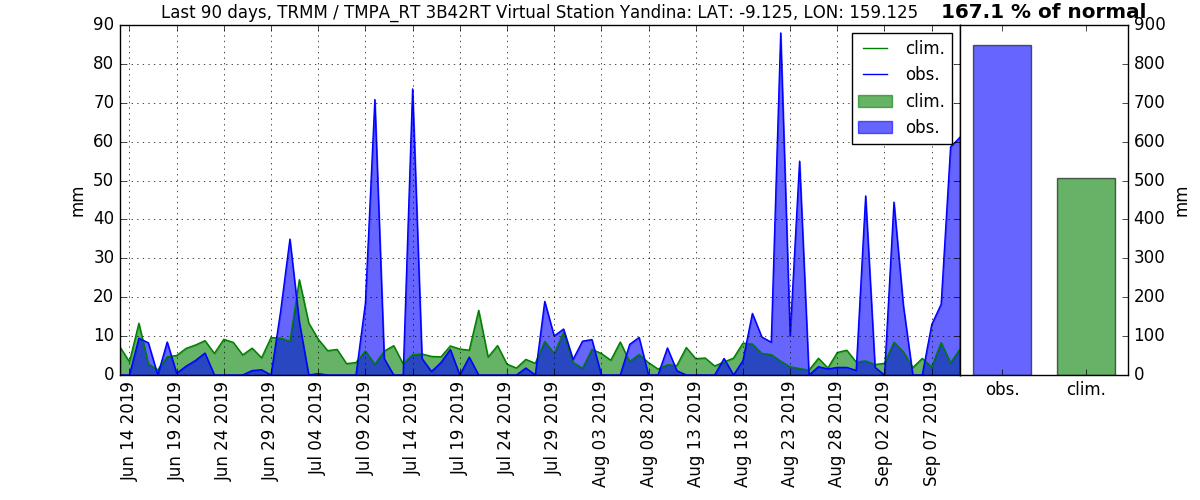 Last 90 days, TRMM / TMPA_RT 3B42RT Virtual Station Yandina: LAT: -9.125, LON: 159.125
167.1 % of normal
90
80
70
60
50
40
30
20
10
0
mm
clim.
obs.
clim.
obs.
Jun 14 2019
Jun 19 2019
Jun 24 2019
Jun 29 2019
Jul 04 2019
Jul 09 2019
Jul 14 2019
Jul 19 2019
Jul 24 2019
Jul 29 2019
Aug 03 2019
Aug 08 2019
Aug 13 2019
Aug 18 2019
Aug 23 2019
Aug 28 2019
Sep 02 2019
Sep 07 2019
900
800
700
600
500
400
300
200
100
0
mm
obs.
clim.